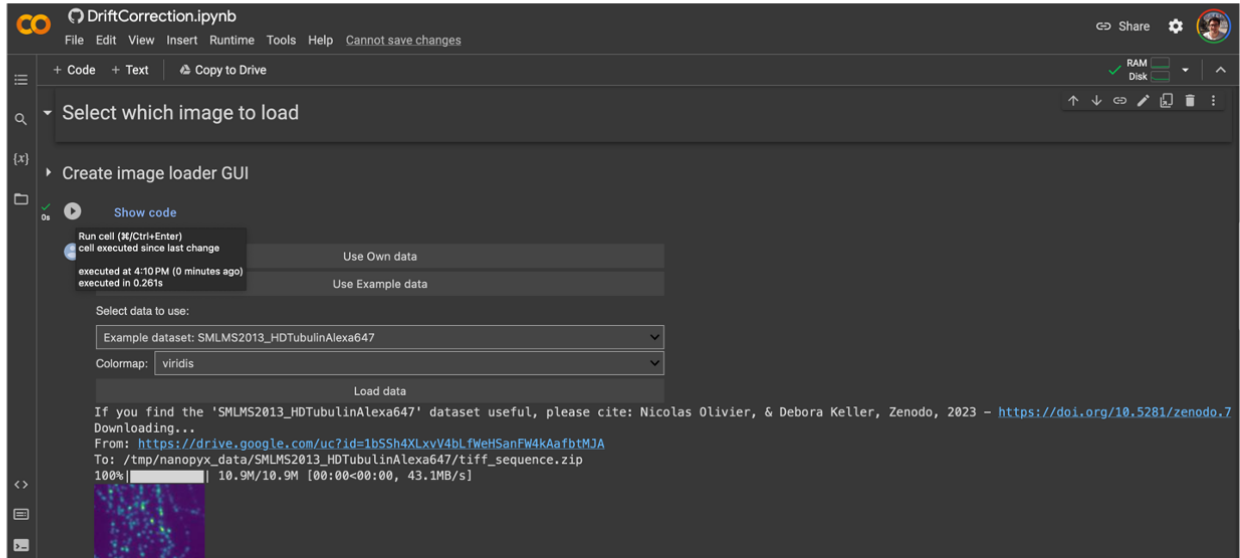 DriftCorrection.ipynb
File Edit View Insert Runtime Tools Help Cannot save changes
Share
+ Code + Text Copy to Drive
RAM
Disk
Select which image to load
{x}
Create image loader GUI
0s
Show code
Run cell (⌘/Ctrl+Enter)
cell executed since last change
executed at 4:10 PM (0 minutes ago)
executed in 0.261s
Use Own data
Use Example data
Select data to use:
Example dataset: SMLMS2013_HDTubulinAlexa647
Colormap: viridis
Load data
If you find the 'SMLMS2013_HDTubulinAlexa647' dataset useful, please cite: Nicolas Olivier, & Debora Keller, Zenodo, 2023 – https://doi.org/10.5281/zenodo.7
Downloading...
From: https://drive.google.com/uc?id=1bSSh4XLxvV4bLfWeHSanFW4kAafbtMJA
To: /tmp/nanopyx_data/SMLMS2013_HDTubulinAlexa647/tiff_sequence.zip
100%| | 10.9M/10.9M [00:00<00:00, 43.1MB/s]